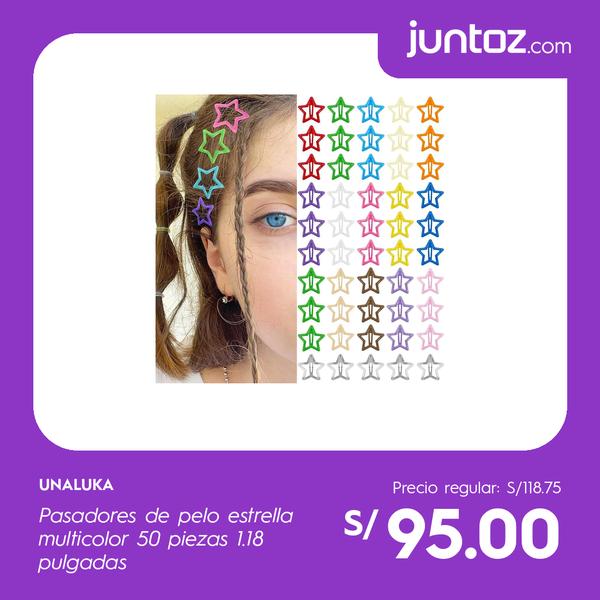 juntoz.com
UNALUKA
Pasadores de pelo estrella
multicolor 50 piezas 1.18
pulgadas
Precio regular: S/118.75
S/ 95.00